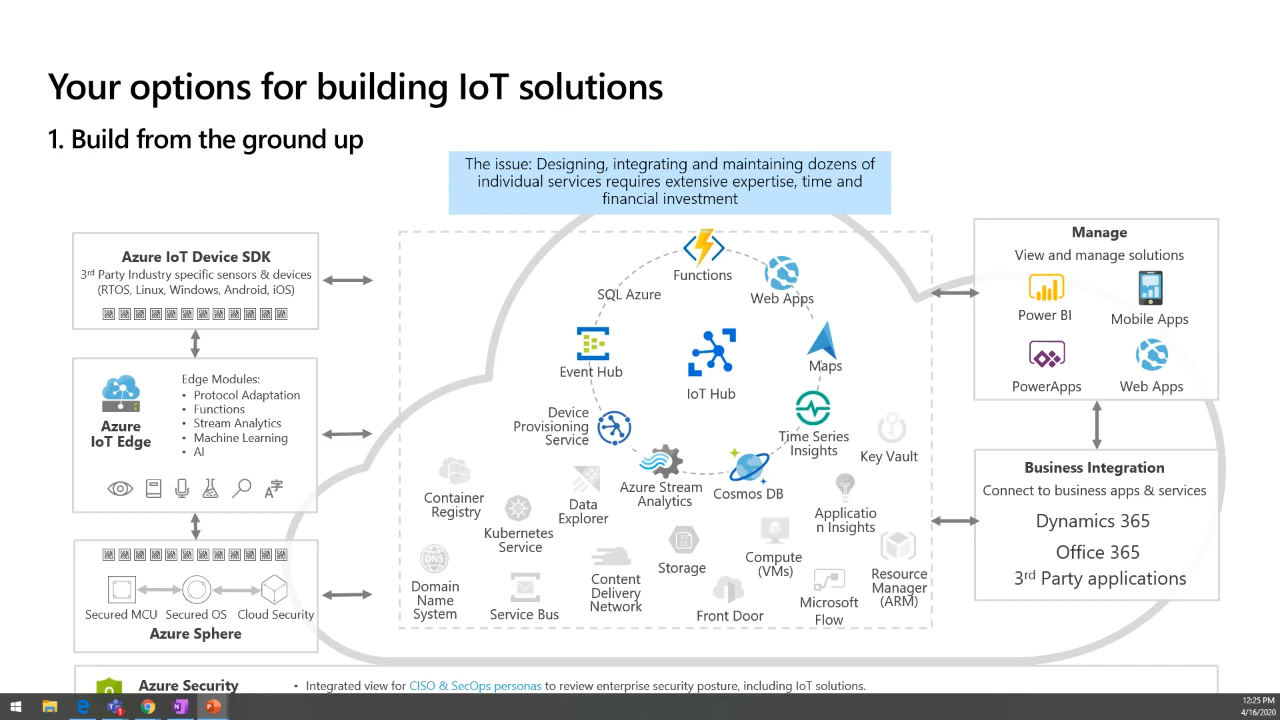 Your options for building IoT solutions
1. Build from the ground up
The issue: Designing, integrating and maintaining dozens of
individual services requires extensive expertise, time and
financial investment
Azure IoT Device SDK
3rd Party Industry specific sensors & devices
(RTOS, Linux, Windows, Android, iOS)
Azure
IoT Edge
Edge Modules:
• Protocol Adaptation
• Functions
• Stream Analytics
• Machine Learning
• AI
Secured MCU
Secured OS
Cloud Security
Azure Sphere
Functions
SQL Azure
Web Apps
Event Hub
IoT Hub
Maps
Device
Provisioning
Service
Time Series
Insights
Key Vault
Azure Stream
Analytics
Cosmos DB
Container
Registry
Kubernetes
Service
Data
Explorer
Applicatio
n Insights
Domain
Name
System
DNS
Service Bus
Content
Delivery
Network
Storage
Compute
(VMs)
Front Door
Microsoft
Flow
Resource
Manager
(ARM)
Manage
View and manage solutions
Power BI
Mobile Apps
PowerApps
Web Apps
Business Integration
Connect to business apps & services
Dynamics 365
Office 365
3rd Party applications
Azure Security
• Integrated view for CISO & SecOps personas to review enterprise security posture, including IoT solutions.
12:25 PM
4/16/2020